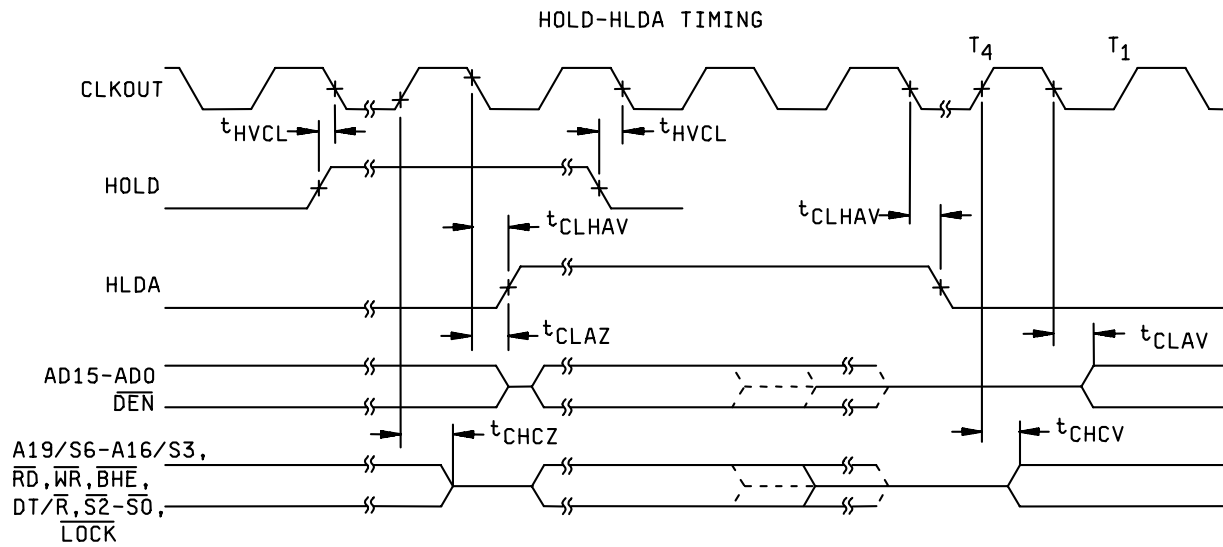 HOLD-HLDA TIMING
T4 T1
CLKOUT
tHVCL tHVCL
HOLD
tCLHAV tCLHAV
HLDA
tCLAZ tCLAV
AD15-AD0
DEN
tCHCZ tCHCV
A19/S6-A16/S3,
RD,WR,BHE,
DT/R,S2-S0,
LOCK